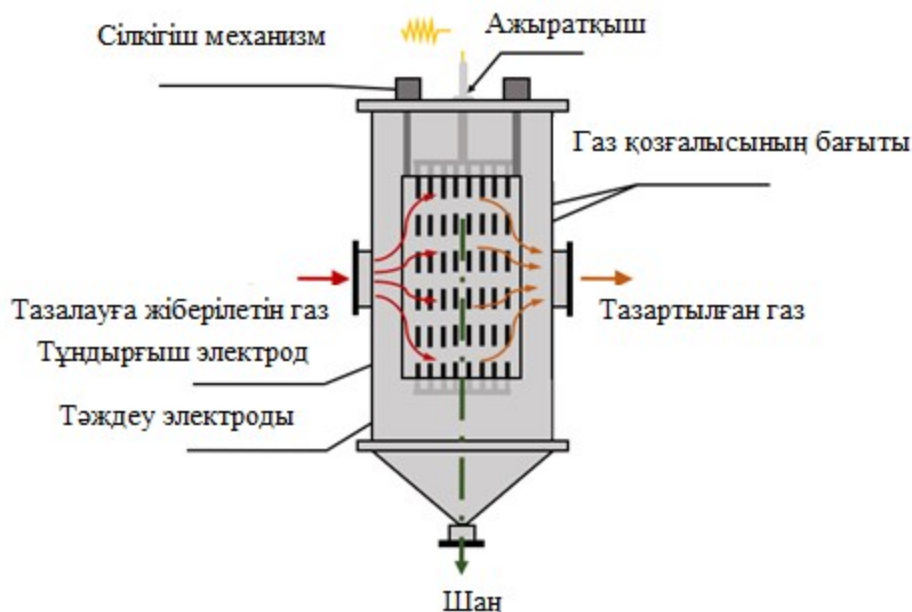 Сілкігіш механизм
Ажыратқыш
Газ қозғалысының бағыты
Тазалауға жіберілетін газ
Тазартылған газ
Тұндырғыш электрод
Тәждеу электроды
Шаң